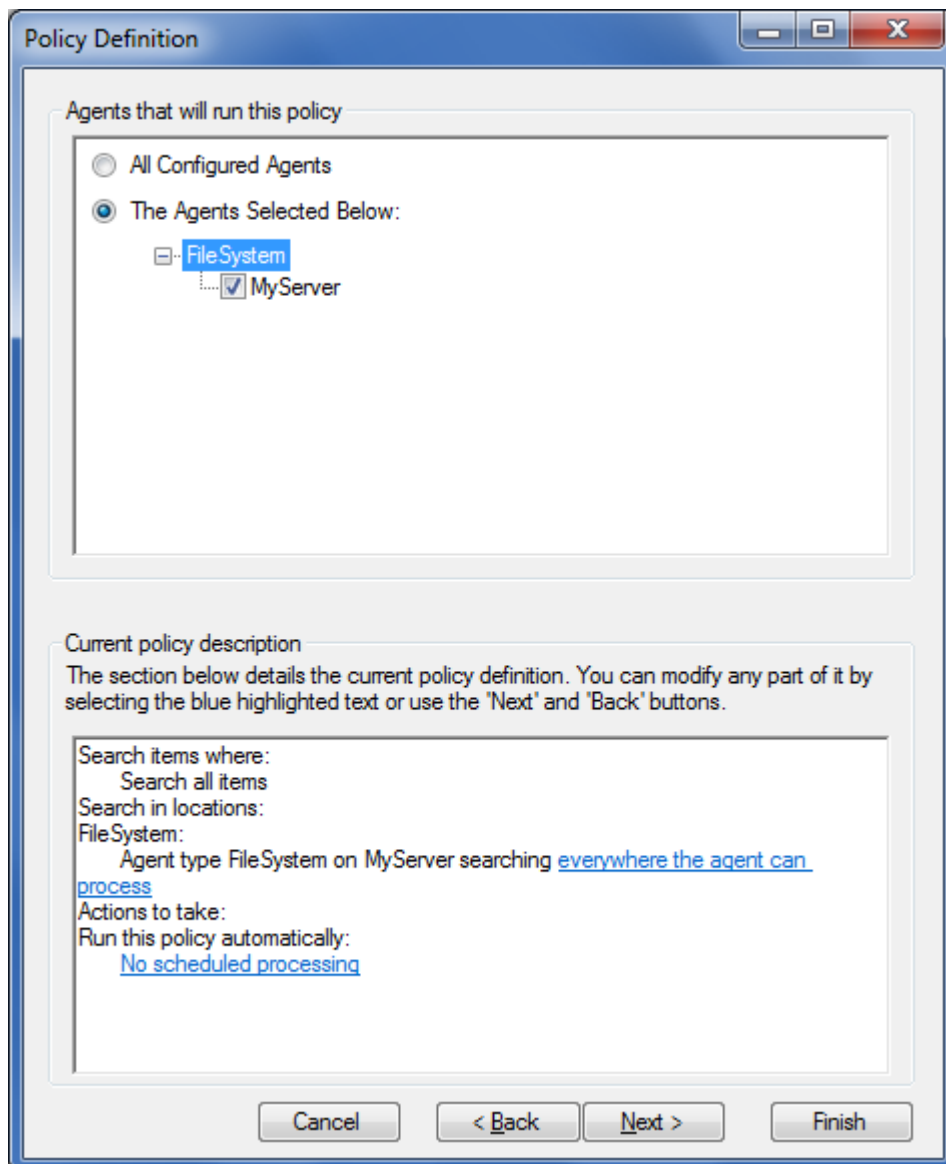 Policy Definition
Agents that will run this policy
All Configured Agents
The Agents Selected Below:
FileSystem
MyServer
Current policy description
The section below details the current policy definition. You can modify any part of it by
selecting the blue highlighted text or use the 'Next' and 'Back' buttons.
Search items where:
Search all items
Search in locations:
FileSystem:
Agent type FileSystem on MyServer searching everywhere the agent can
process
Actions to take:
Run this policy automatically:
No scheduled processing
Cancel
< Back
Next >
Finish